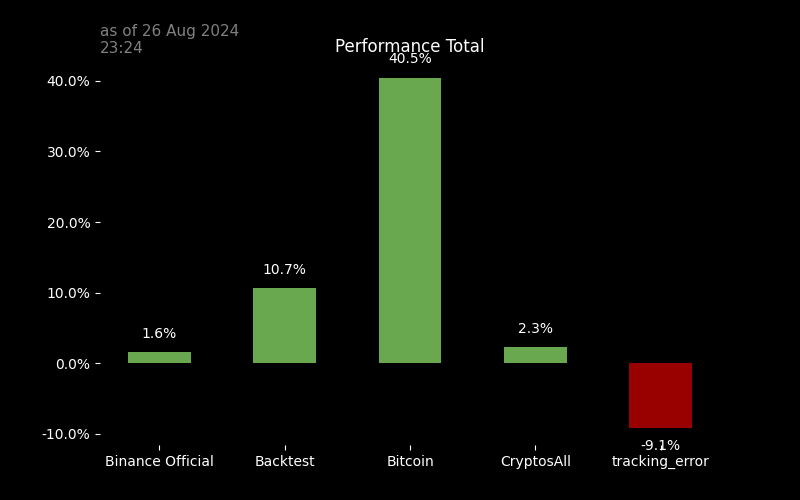 as of 26 Aug 2024
23:24
Performance Total
40.5%
40.0%
30.0%
20.0%
10.7%
10.0%
1.6%
2.3%
0.0%
-10.0%
-9.1%
Binance Official
Backtest
Bitcoin
CryptosAll
tracking_error